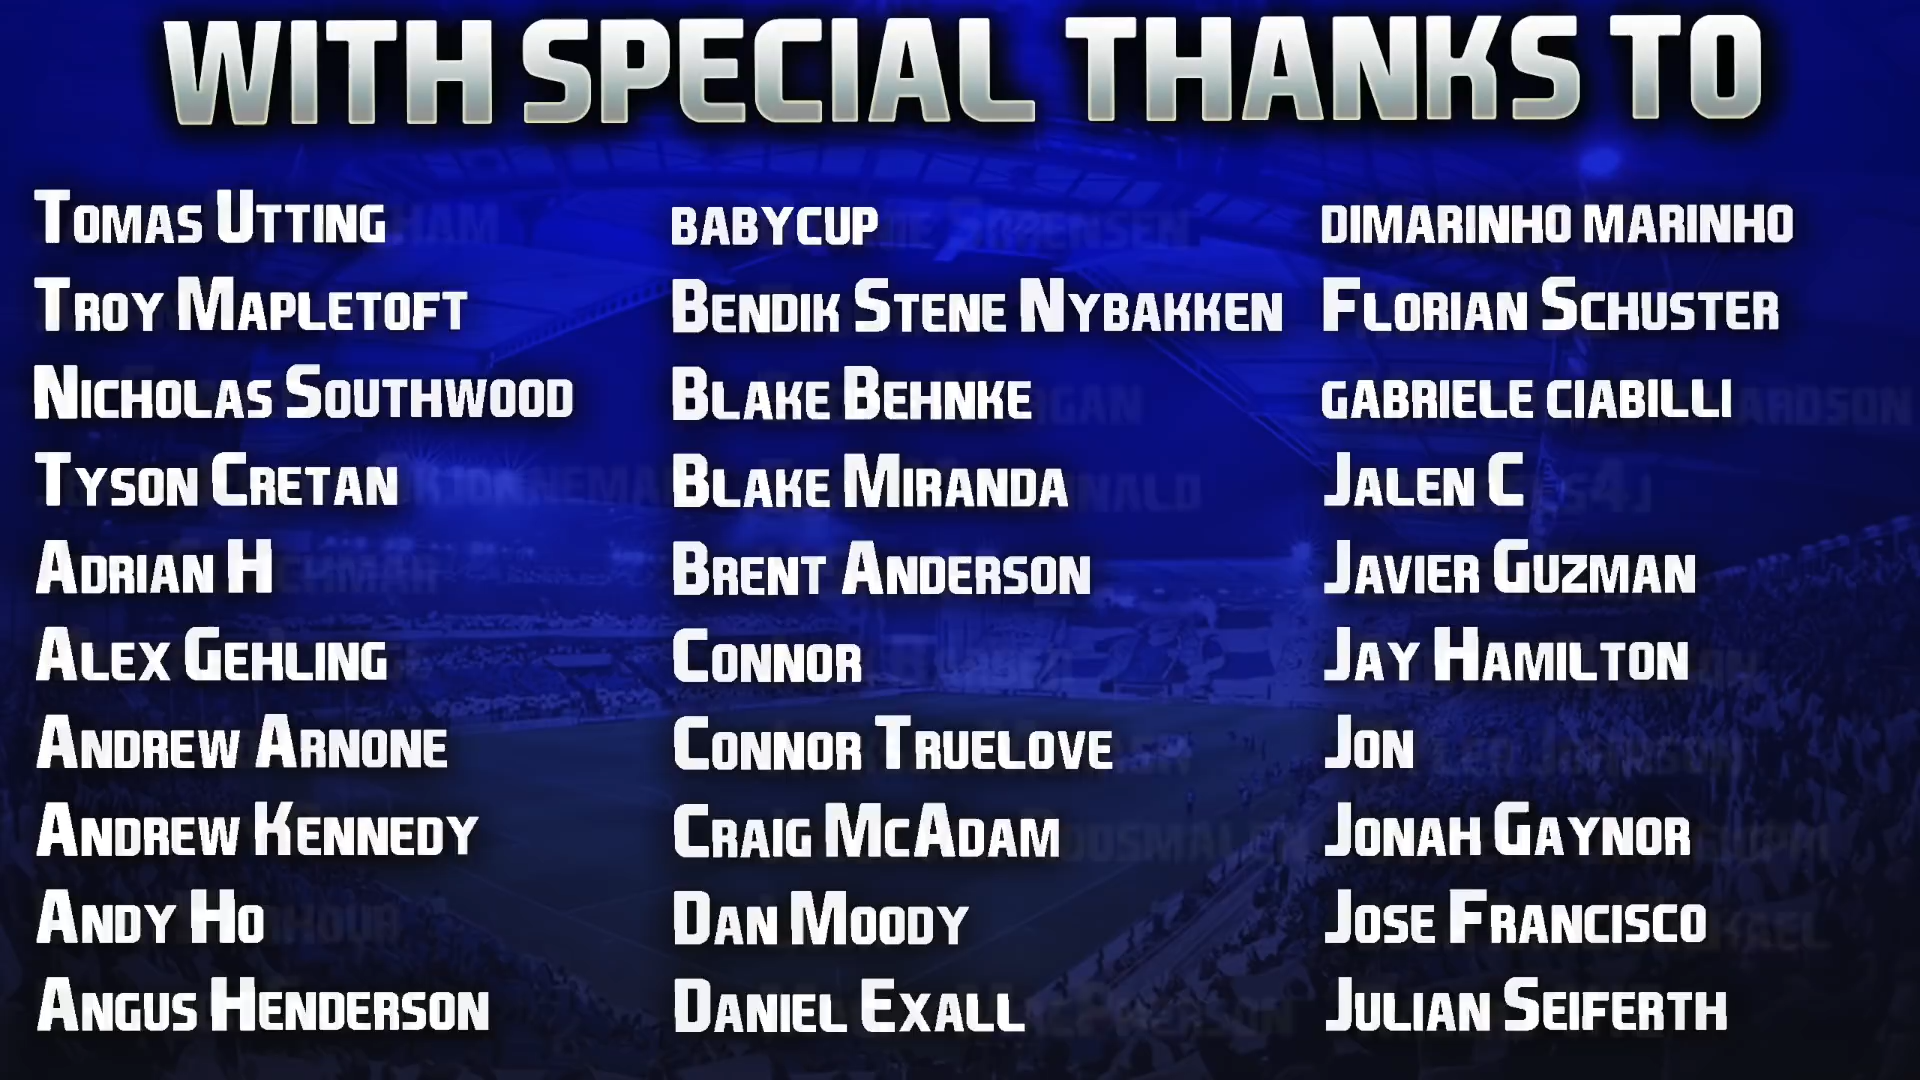 WITH SPECIAL THANKS TO
Tomas Utting
Troy Mapletoft
Nicholas Southwood
Tyson Cretan
Adrian H
Alex Gehling
Andrew Arnone
Andrew Kennedy
Andy Ho
Angus Henderson
babycup
Bendik Stene Nybakken
Blake Behnke
Blake Miranda
Brent Anderson
Connor
Connor Truelove
Craig McAdam
Dan Moody
Daniel Exall
dimarinho marinho
Florian Schuster
gabriele ciabilli
Jalen C
Javier Guzman
Jay Hamilton
Jon
Jonah Gaynor
Jose Francisco
Julian Seiferth